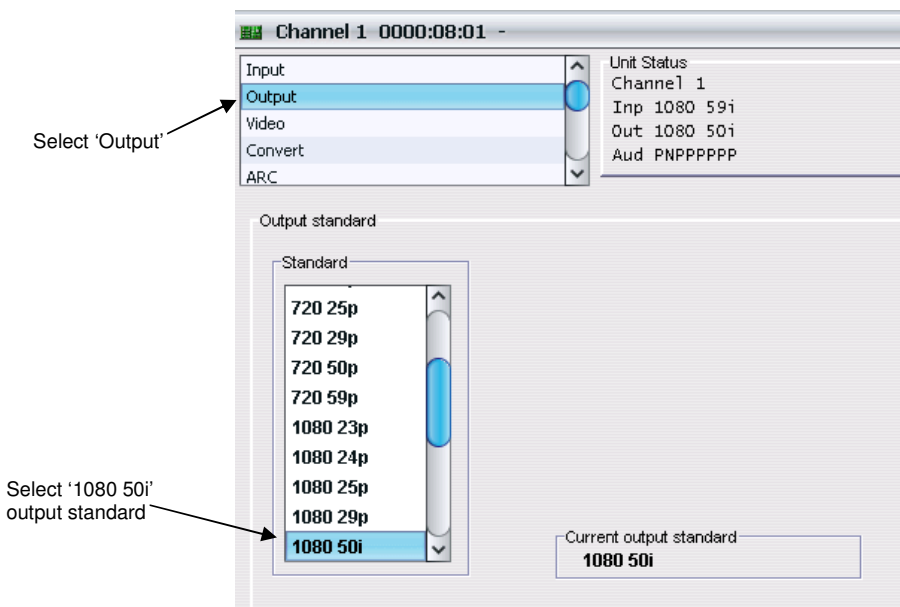 Channel 1 0000:08:01 -
Input
Output
Video
Convert
ARC
Unit Status
Channel 1
Inp 1080 59i
Out 1080 50i
Aud PNPPPPPP
Select ‘Output’
Output standard
Standard
720 25p
720 29p
720 50p
720 59p
1080 23p
1080 24p
1080 25p
1080 29p
1080 50i
Select ‘1080 50i’
output standard
Current output standard
1080 50i